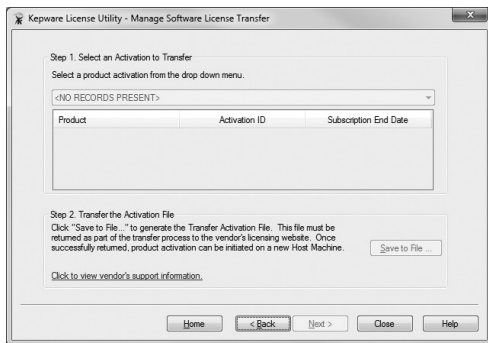 Kepware License Utility - Manage Software License Transfer
X
Step 1. Select an Activation to Transfer
Select a product activation from the drop down menu.
<NO RECORDS PRESENT>
Product Activation ID Subscription End Date
Step 2. Transfer the Activation File
Click "Save to File..." to generate the Transfer Activation File. This file must be
returned as part of the transfer process to the vendor's licensing website. Once
successfully returned, product activation can be initiated on a new Host Machine.
Save to File ...
Click to view vendor's support information.
Home < Back Next > Close Help